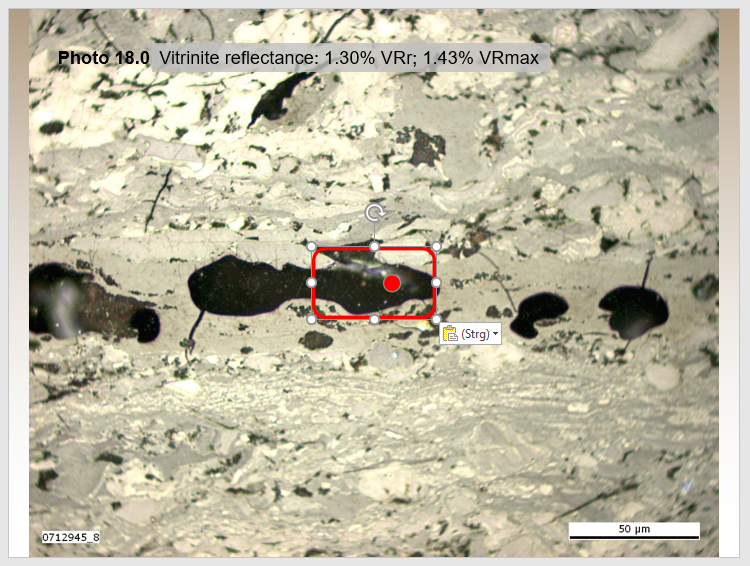 Photo 18.0 Vitrinite reflectance: 1.30% VRr; 1.43% VRmax
(Strg)
50 µm
0712945_8